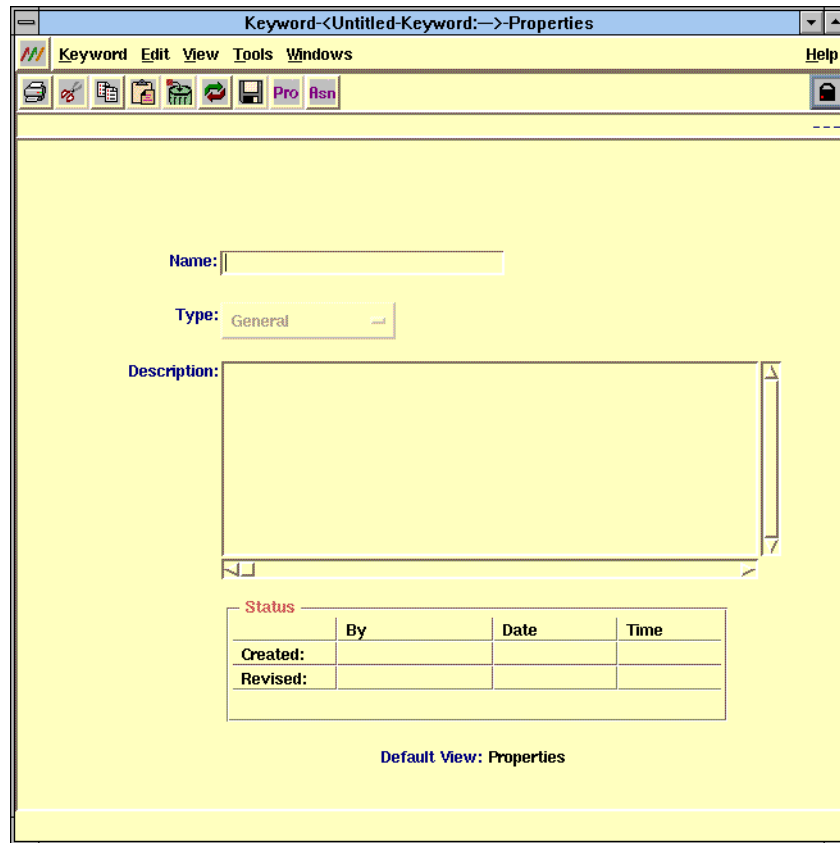 Keyword-<Untitled-Keyword:—>-Properties
Keyword Edit View Tools Windows Help
Pro Asn
---
Name:
Type: General
Description:
Status
By Date Time
Created:
Revised:
Default View: Properties